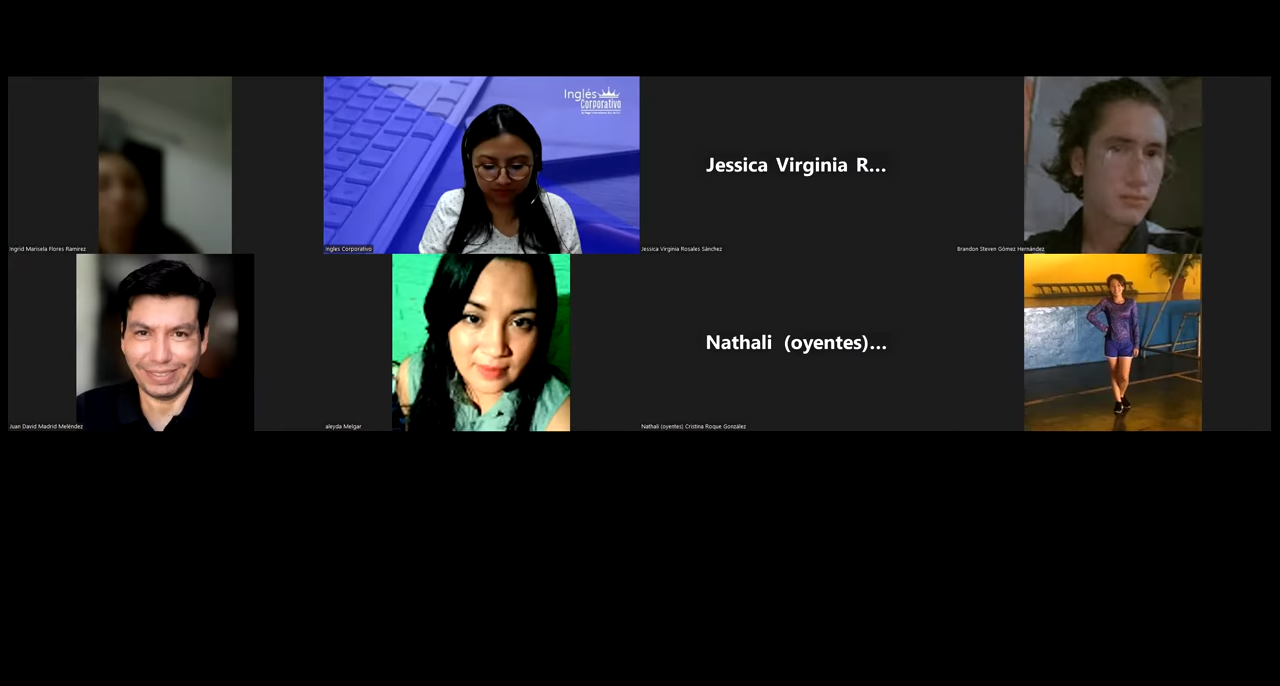 Inglés
Corporativo
Jessica Virginia R...
Ingrid Marisela Flores Ramirez
Ingles Corporativo
Jessica Virginia Rosales Sánchez
Brandon Steven Gómez Hernández
Nathali (oyentes)...
Juan David Madrid Meléndez
aleyda Melgar
Nathali (oyentes) Cristina Roque González